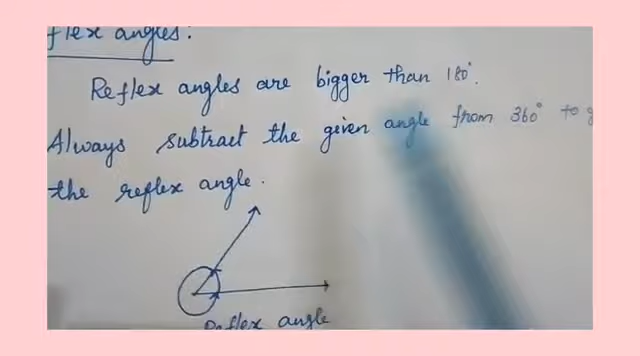 flex angles:
Reflex angles are bigger than 180°.
Always subtract the given angle from 360° to
the reflex angle.
Reflex angle